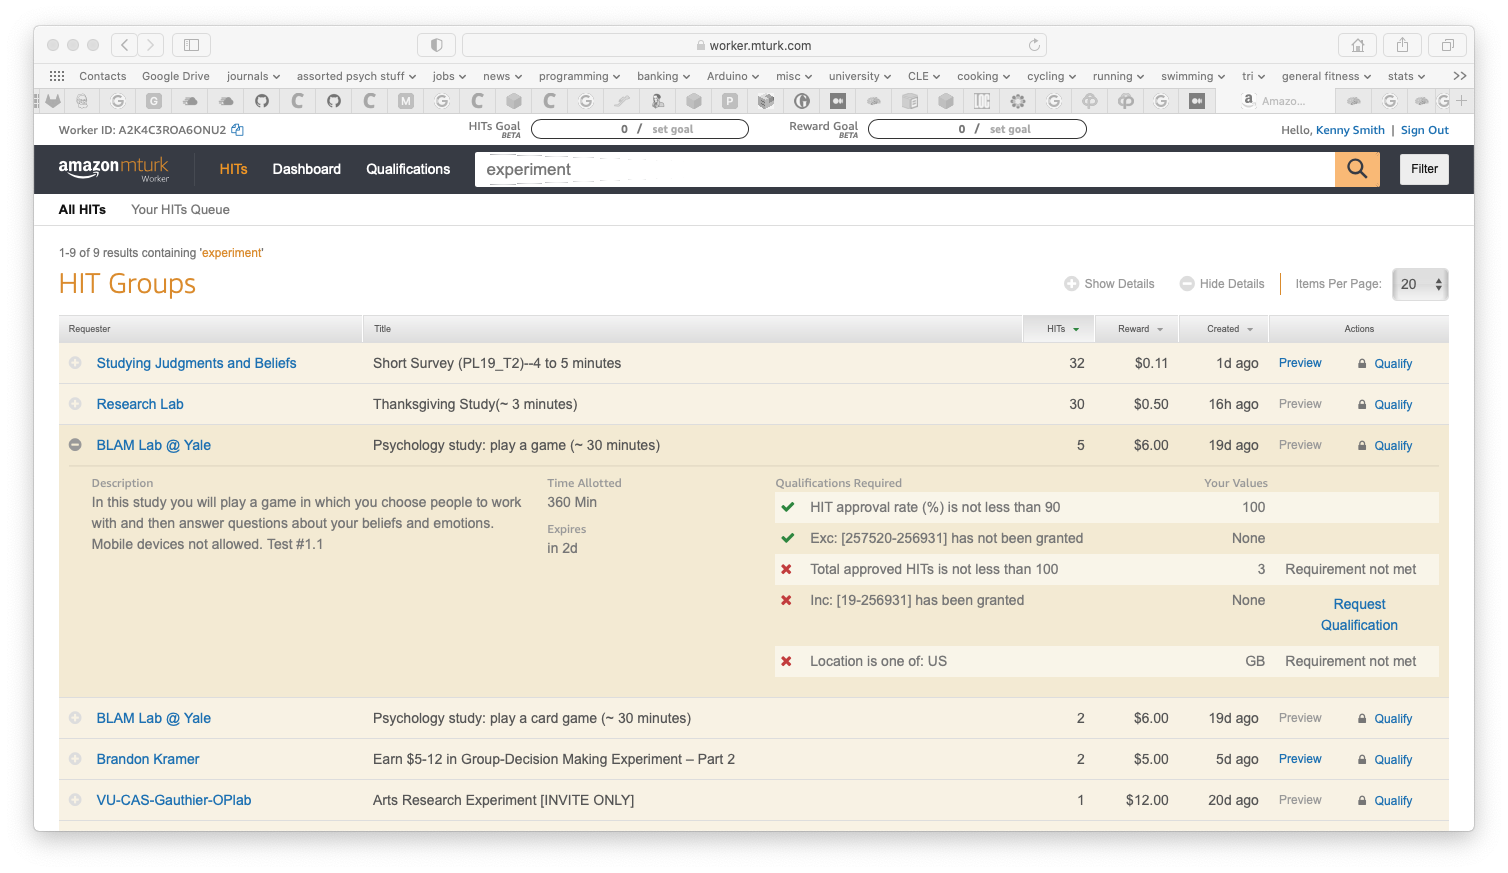 worker.mturk.com
Contacts Google Drive journals assorted psych stuff jobs news programming banking Arduino misc university CLE cooking cycling running swimming tri general fitness stats >>
a Amazo...
Worker ID: A2K4C3ROA6ONU2 HITs Goal BETA 0 / set goal Reward Goal BETA 0 / set goal Hello, Kenny Smith | Sign Out
amazon mturk Worker HITs Dashboard Qualifications experiment Filter
All HITs Your HITs Queue
1-9 of 9 results containing 'experiment'
HIT Groups Show Details Hide Details Items Per Page: 20
Requester Title HITs Reward Created Actions
Studying Judgments and Beliefs Short Survey (PL19_T2)--4 to 5 minutes 32 $0.11 1d ago Preview Qualify
Research Lab Thanksgiving Study(~ 3 minutes) 30 $0.50 16h ago Preview Qualify
BLAM Lab @ Yale Psychology study: play a game (~ 30 minutes) 5 $6.00 19d ago Preview Qualify
Description
In this study you will play a game in which you choose people to work
with and then answer questions about your beliefs and emotions.
Mobile devices not allowed. Test #1.1
Time Allotted
360 Min
Expires
in 2d
Qualifications Required Your Values
HIT approval rate (%) is not less than 90 100
Exc: [257520-256931] has not been granted None
Total approved HITs is not less than 100 3 Requirement not met
Inc: [19-256931] has been granted None Request
Qualification
Location is one of: US GB Requirement not met
BLAM Lab @ Yale Psychology study: play a card game (~ 30 minutes) 2 $6.00 19d ago Preview Qualify
Brandon Kramer Earn $5-12 in Group-Decision Making Experiment – Part 2 2 $5.00 5d ago Preview Qualify
VU-CAS-Gauthier-OPlab Arts Research Experiment [INVITE ONLY] 1 $12.00 20d ago Preview Qualify